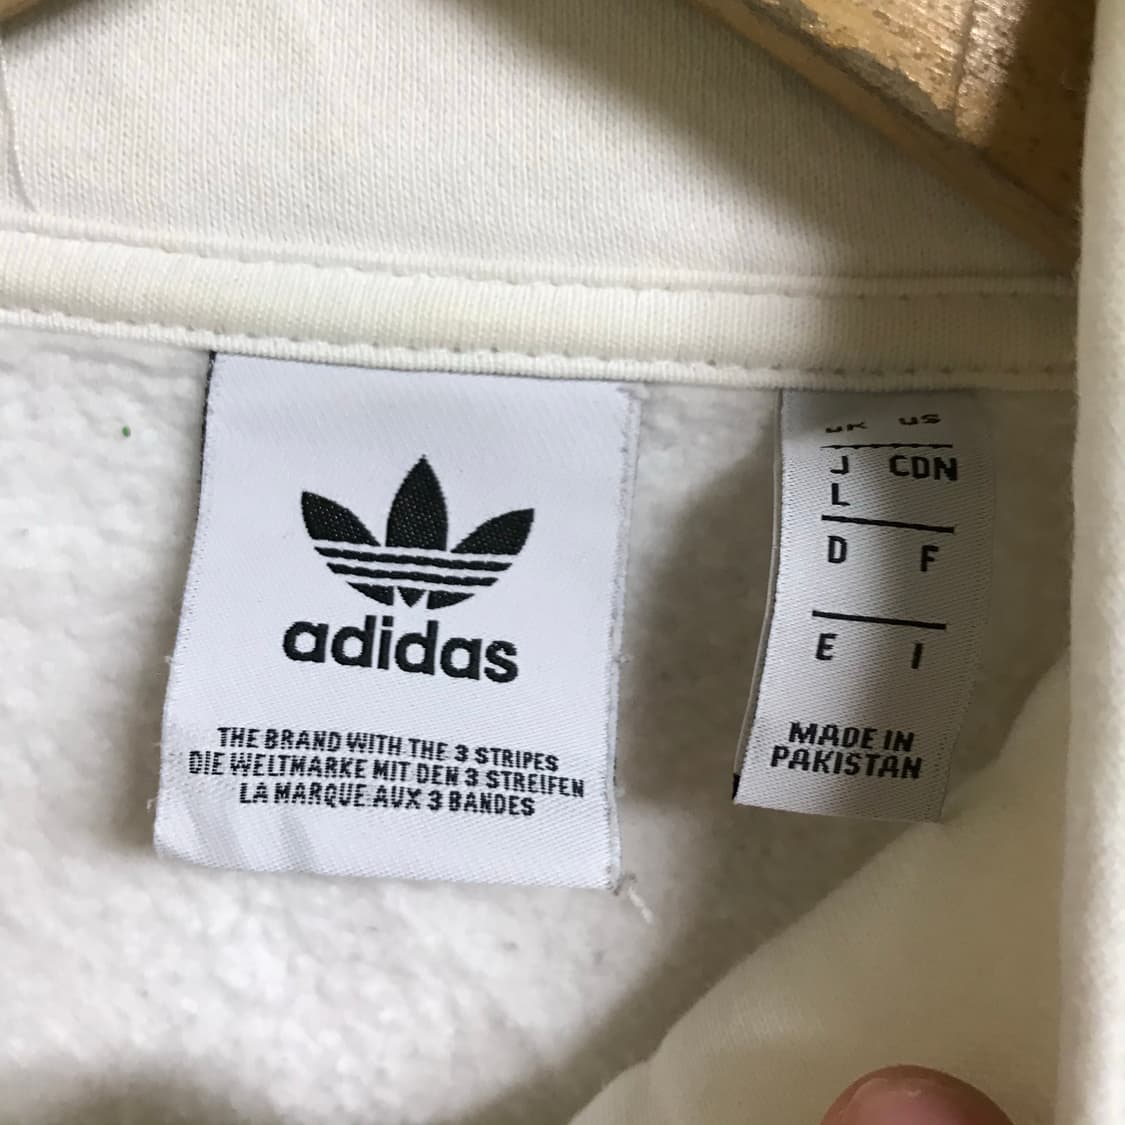 adidas
THE BRAND WITH THE 3 STRIPES
DIE WELTMARKE MIT DEN 3 STREIFEN
LA MARQUE AUX 3 BANDES
UK US
J CDN
L
D F
E I
MADE IN
PAKISTAN